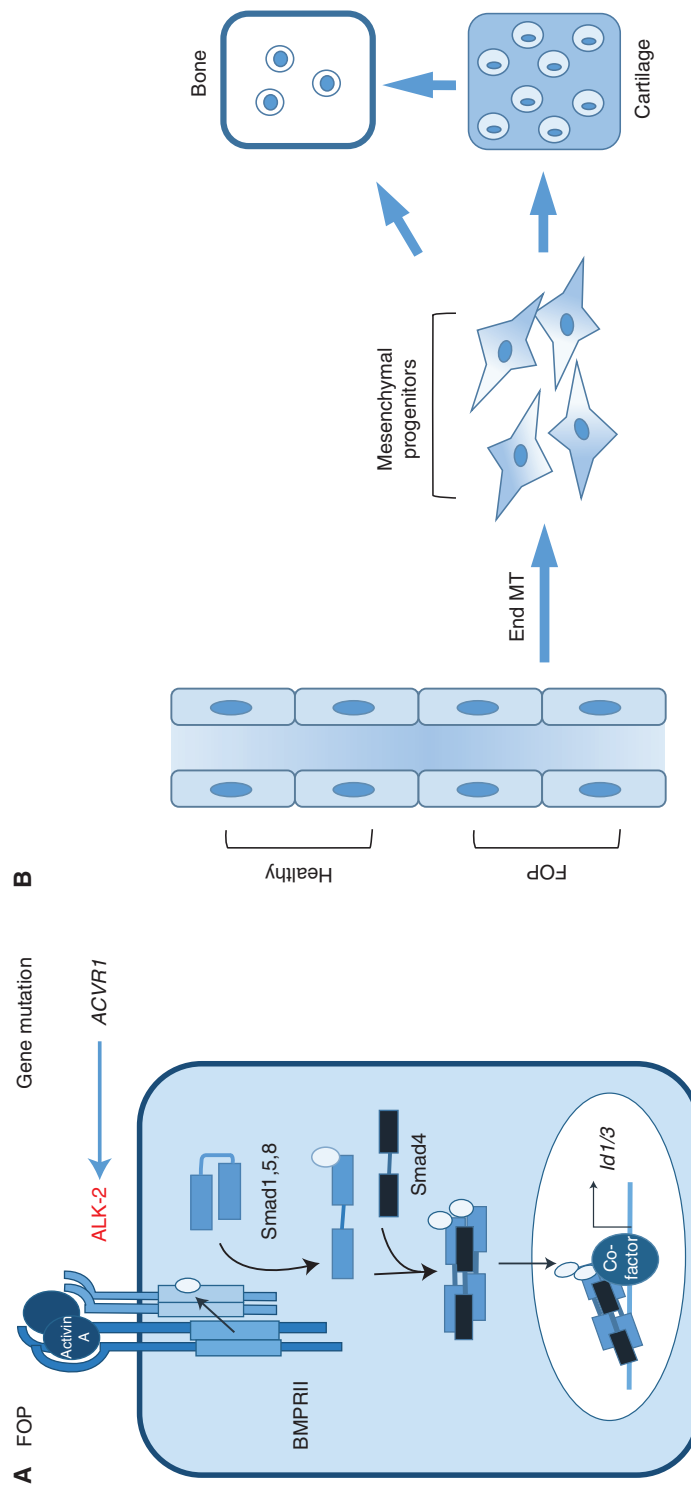 A
FOP
Gene mutation
Activin
A
ALK-2
ACVR1
BMPRII
Smad1,5,8
Smad4
Co-
factor
Id1/3
B
Healthy
FOP
End MT
Mesenchymal
progenitors
Bone
Cartilage